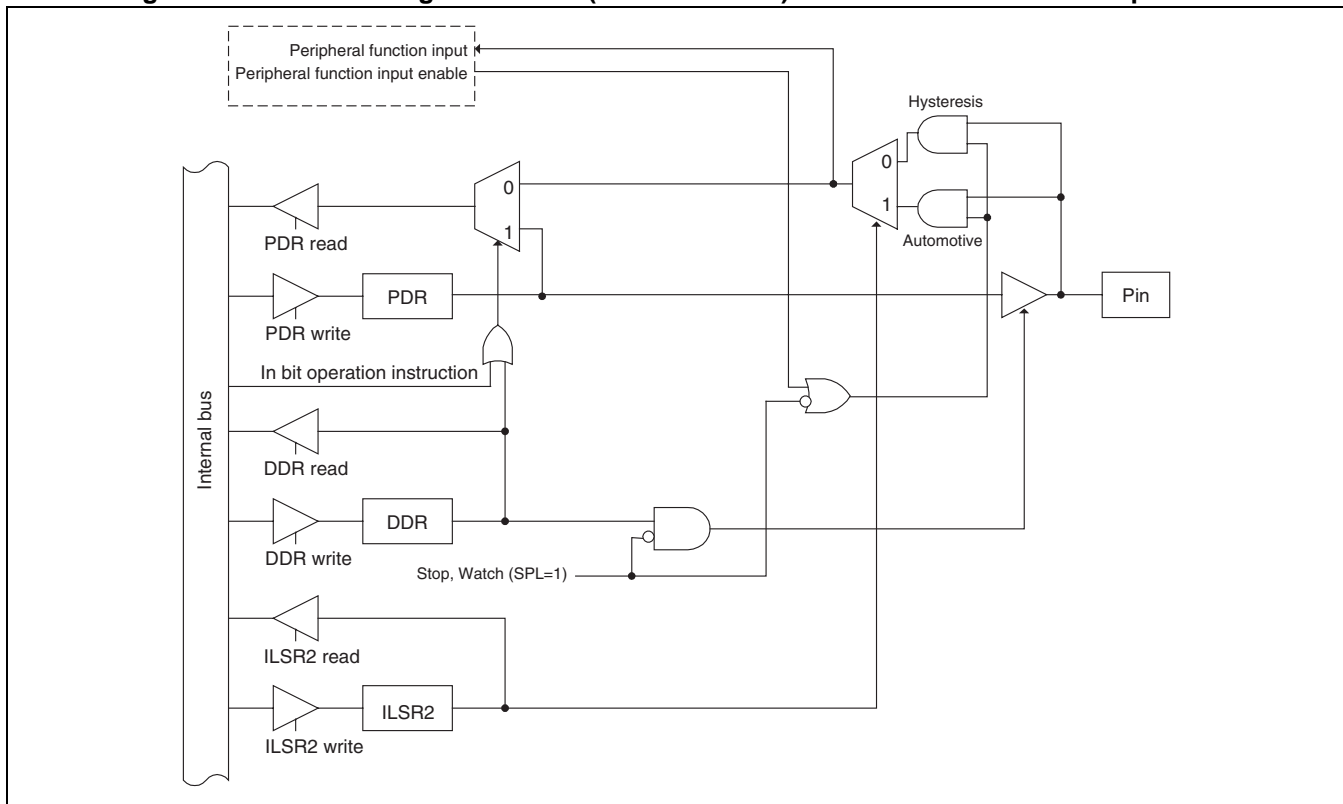 Peripheral function input
Peripheral function input enable
Hysteresis
0
0
1
1
Automotive
PDR read
PDR
Pin
PDR write
In bit operation instruction
Internal bus
DDR read
DDR
DDR write
Stop, Watch (SPL=1)
ILSR2 read
ILSR2
ILSR2 write